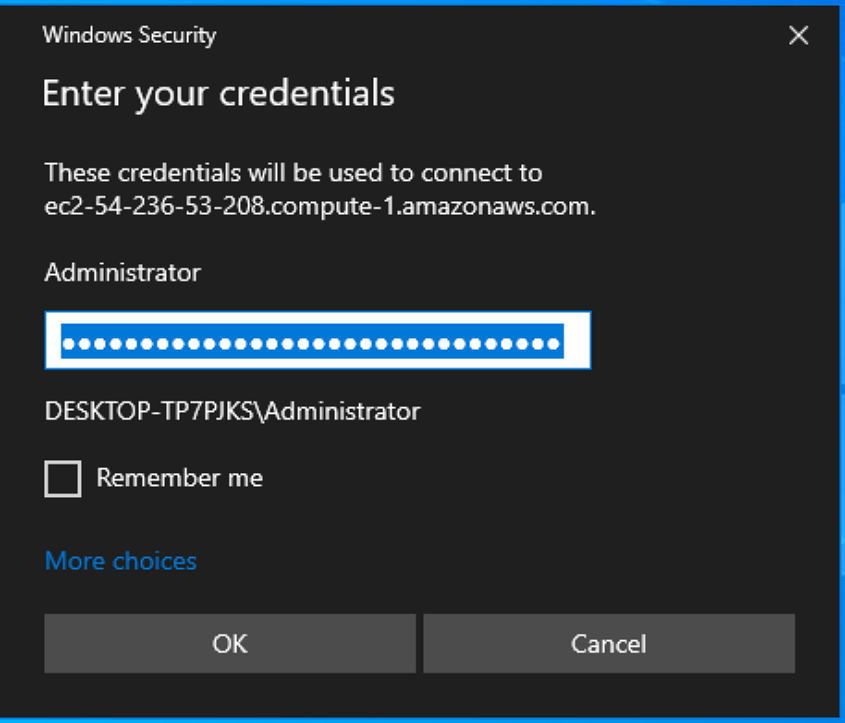 Windows Security
Enter your credentials
These credentials will be used to connect to
ec2-54-236-53-208.compute-1.amazonaws.com.
Administrator
••••••••••••••••••••••••••••••••
DESKTOP-TP7PJKS\Administrator
Remember me
More choices
OK Cancel